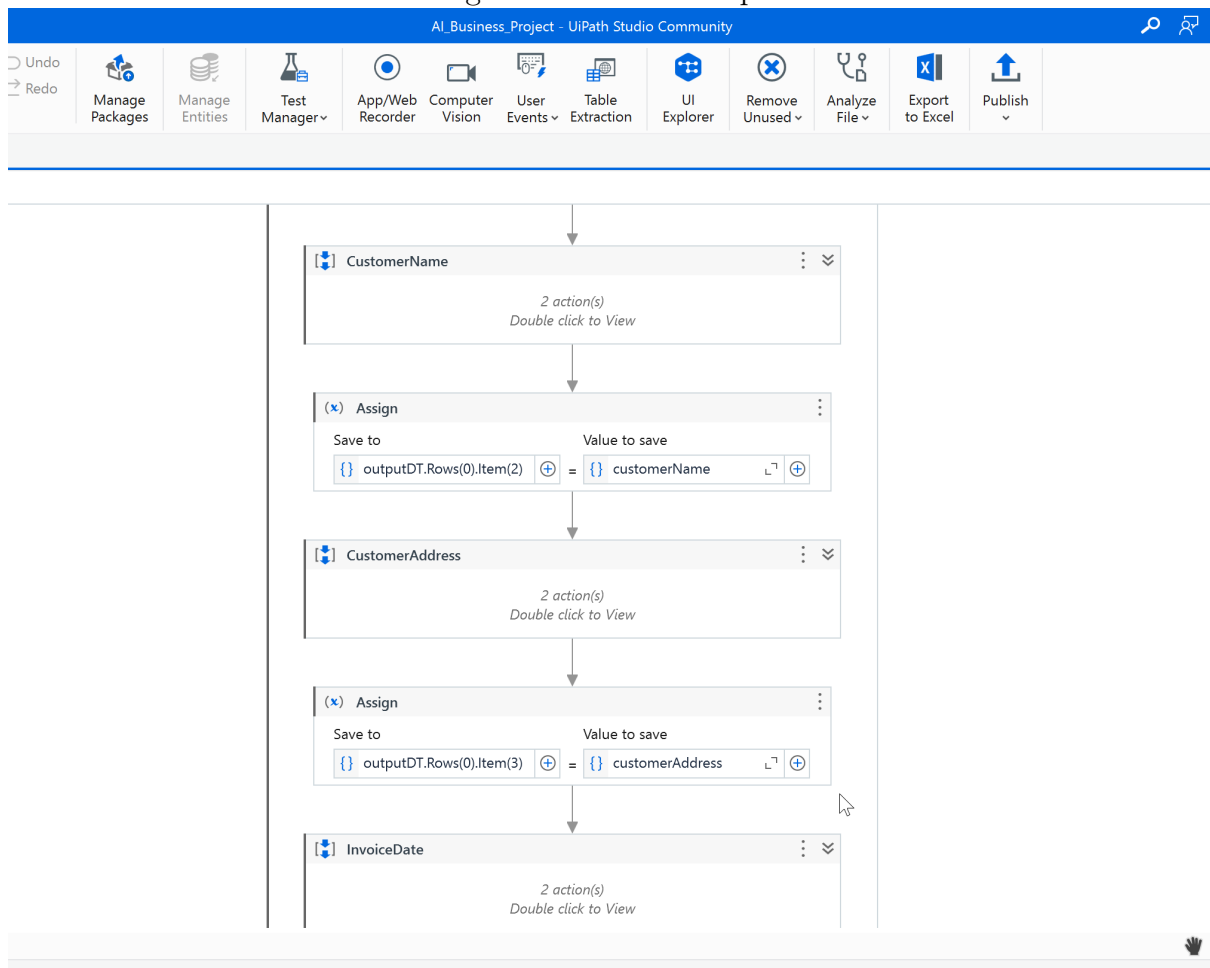 AI_Business_Project - UiPath Studio Community
Undo
Redo
Manage Packages
Manage Entities
Test Manager
App/Web Recorder
Computer Vision
User Events
Table Extraction
UI Explorer
Remove Unused
Analyze File
Export to Excel
Publish
CustomerName
2 action(s)
Double click to View
(x) Assign
Save to Value to save
{} outputDT.Rows(0).Item(2) = {} customerName
CustomerAddress
2 action(s)
Double click to View
(x) Assign
Save to Value to save
{} outputDT.Rows(0).Item(3) = {} customerAddress
InvoiceDate
2 action(s)
Double click to View